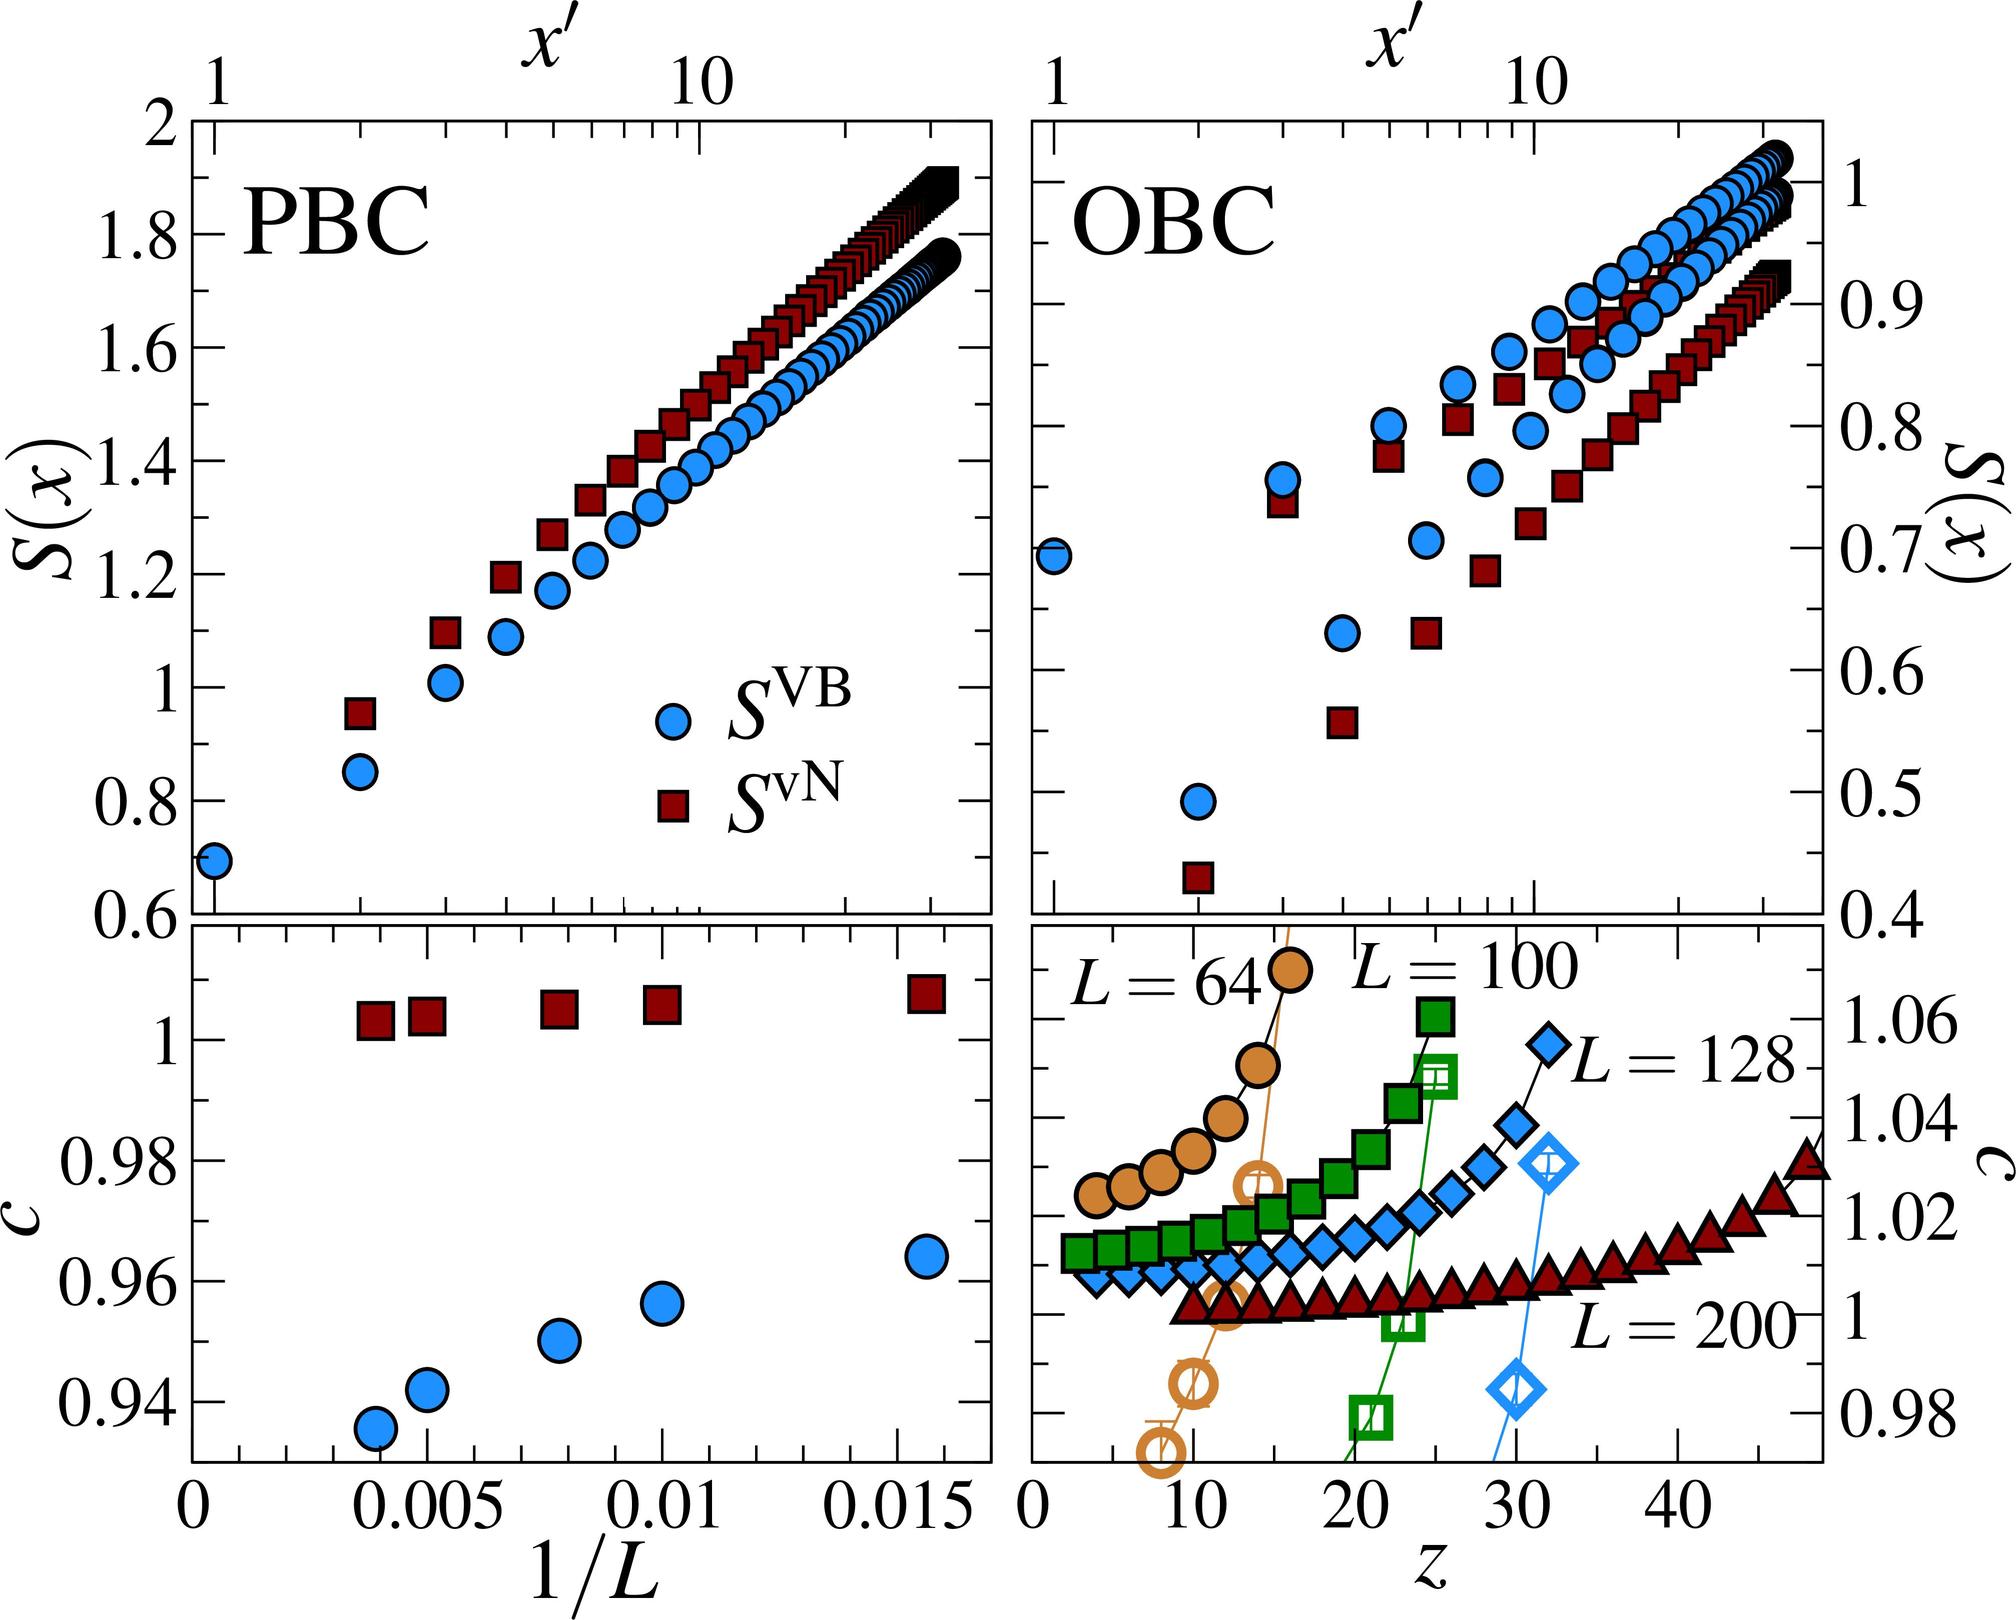 x′ x′
1 10 1 10
2
PBC OBC
1.8
1.6
1.4
1.2
1
0.8
0.6
S(x)
S^VB
S^vN
1
0.9
0.8
0.7
0.6
0.5
0.4
S(x)
1
0.98
0.96
0.94
c
L = 64 L = 100
L = 128
L = 200
1.06
1.04
1.02
1
0.98
c
0 0.005 0.01 0.015 0 10 20 30 40
1/L z